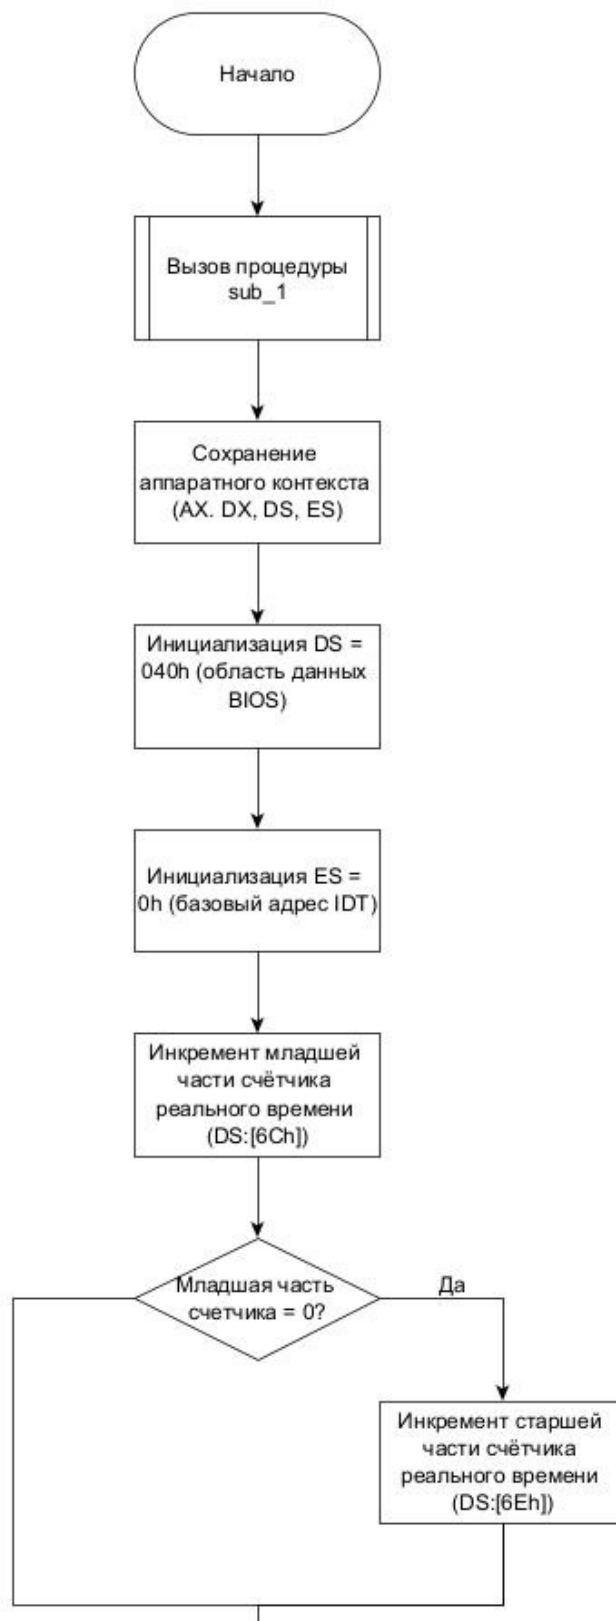 Начало
Вызов процедуры
sub_1
Сохранение
аппаратного контекста
(AX. DX, DS, ES)
Инициализация DS =
040h (область данных
BIOS)
Инициализация ES =
0h (базовый адрес IDT)
Инкремент младшей
части счётчика
реального времени
(DS:[6Ch])
Младшая часть
счетчика = 0?
Да
Инкремент старшей
части счётчика
реального времени
(DS:[6Eh])